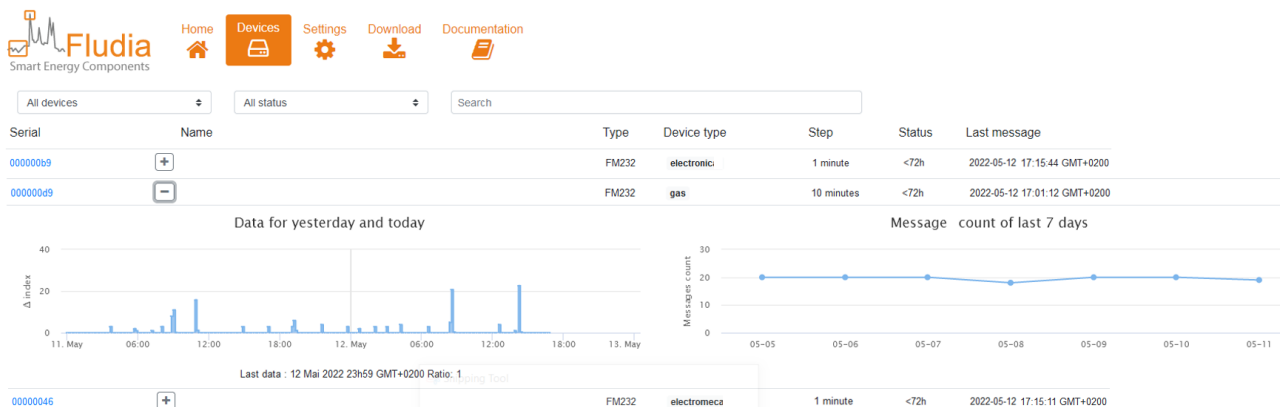 Home Devices Settings Download Documentation
Fludia
Smart Energy Components
All devices All status Search
Serial Name Type Device type Step Status Last message
000000b9 + FM232 electronica 1 minute <72h 2022-05-12 17:15:44 GMT+0200
000000d9 − FM232 gas 10 minutes <72h 2022-05-12 17:01:12 GMT+0200
Data for yesterday and today
Δ index
40
20
0
11. May 06:00 12:00 18:00 12. May 06:00 12:00 18:00 13. May
Last data : 12 Mai 2022 23h59 GMT+0200 Ratio: 1
Message count of last 7 days
Messages count
30
20
10
0
05-05 05-06 05-07 05-08 05-09 05-10 05-11
00000046 + FM232 electromeca 1 minute <72h 2022-05-12 17:15:11 GMT+0200